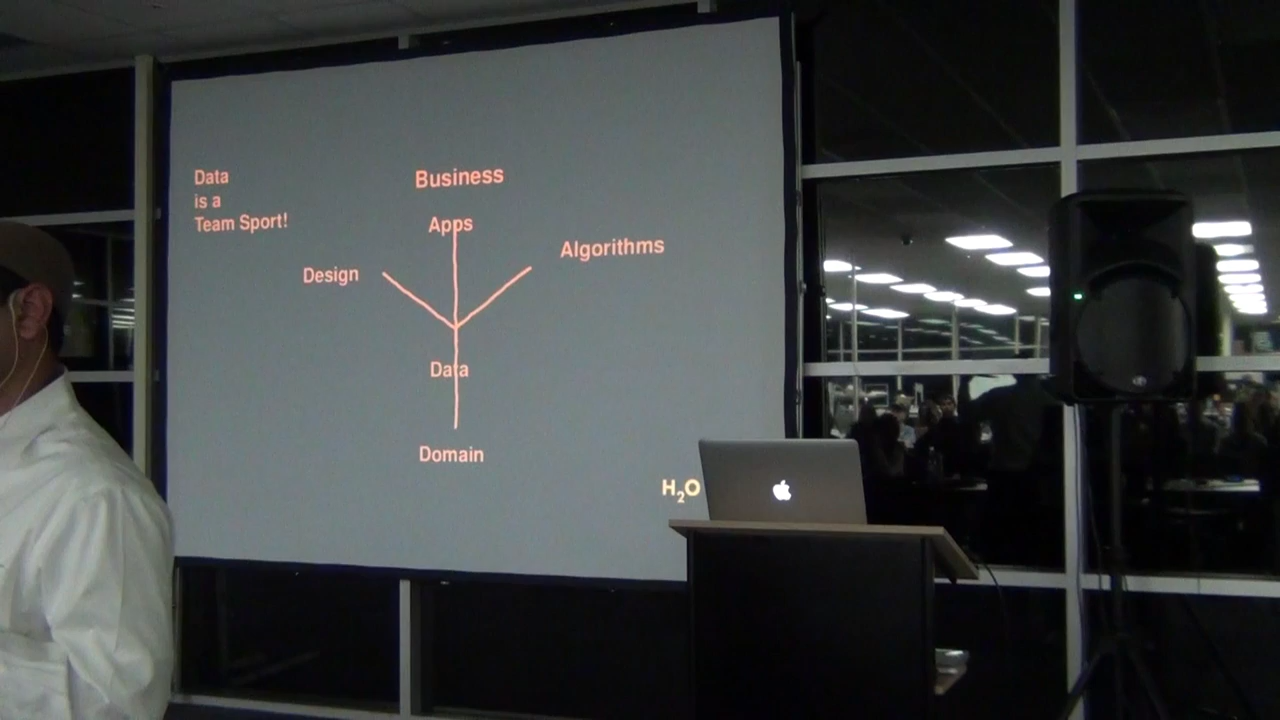 Data
is a
Team Sport!
Business
Apps
Algorithms
Design
Data
Domain
H2O